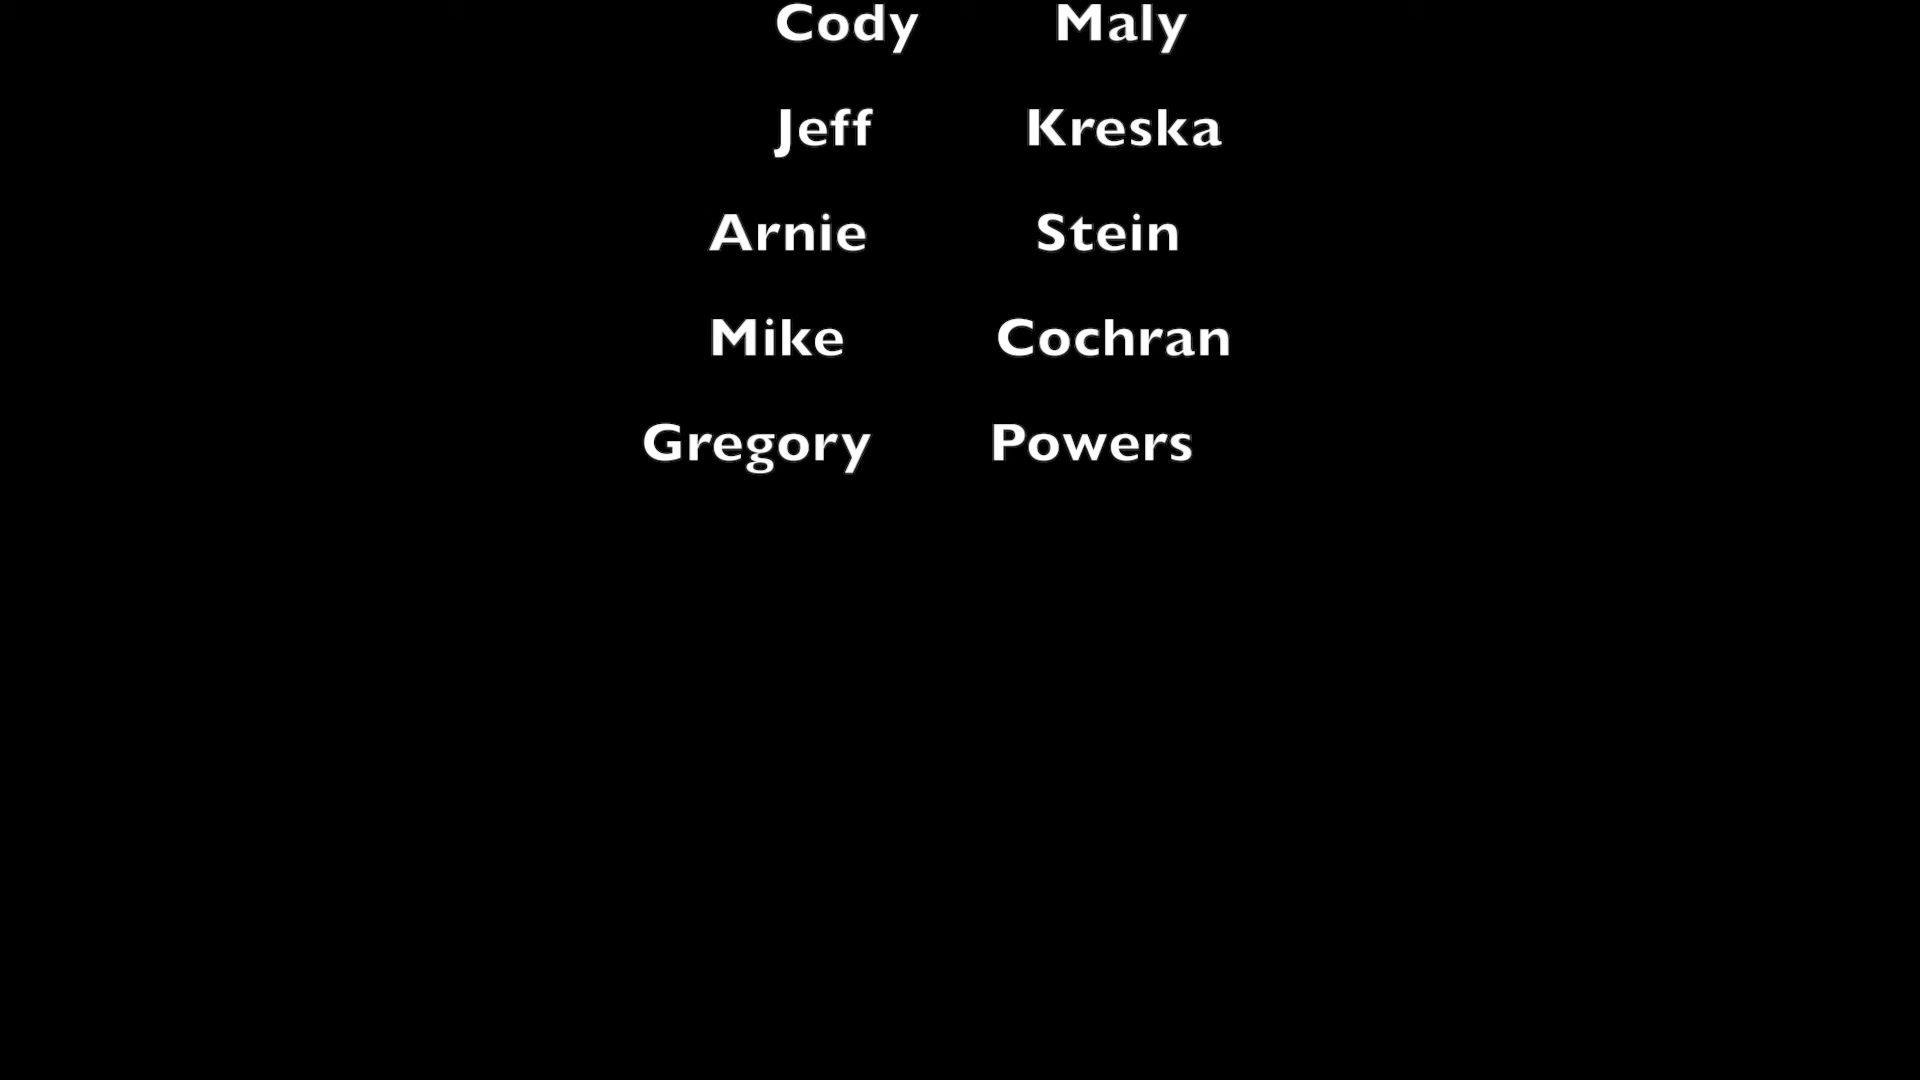 Cody Maly
Jeff Kreska
Arnie Stein
Mike Cochran
Gregory Powers